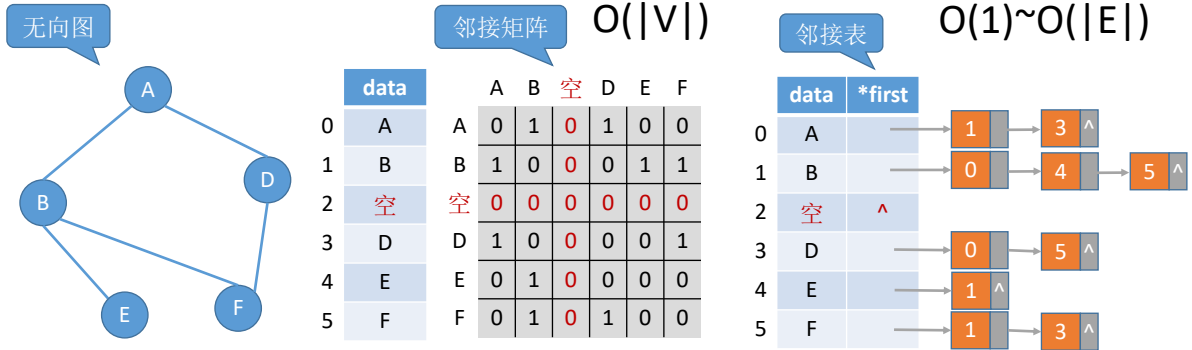 无向图
邻接矩阵
O(|V|)
邻接表
O(1)~O(|E|)
A
B
D
E
F
data
0 A
1 B
2 空
3 D
4 E
5 F
A B 空 D E F
A 0 1 0 1 0 0
B 1 0 0 0 1 1
空 0 0 0 0 0 0
D 1 0 0 0 0 1
E 0 1 0 0 0 0
F 0 1 0 1 0 0
data *first
0 A 1 3 ^
1 B 0 4 5 ^
2 空 ^
3 D 0 5 ^
4 E 1 ^
5 F 1 3 ^